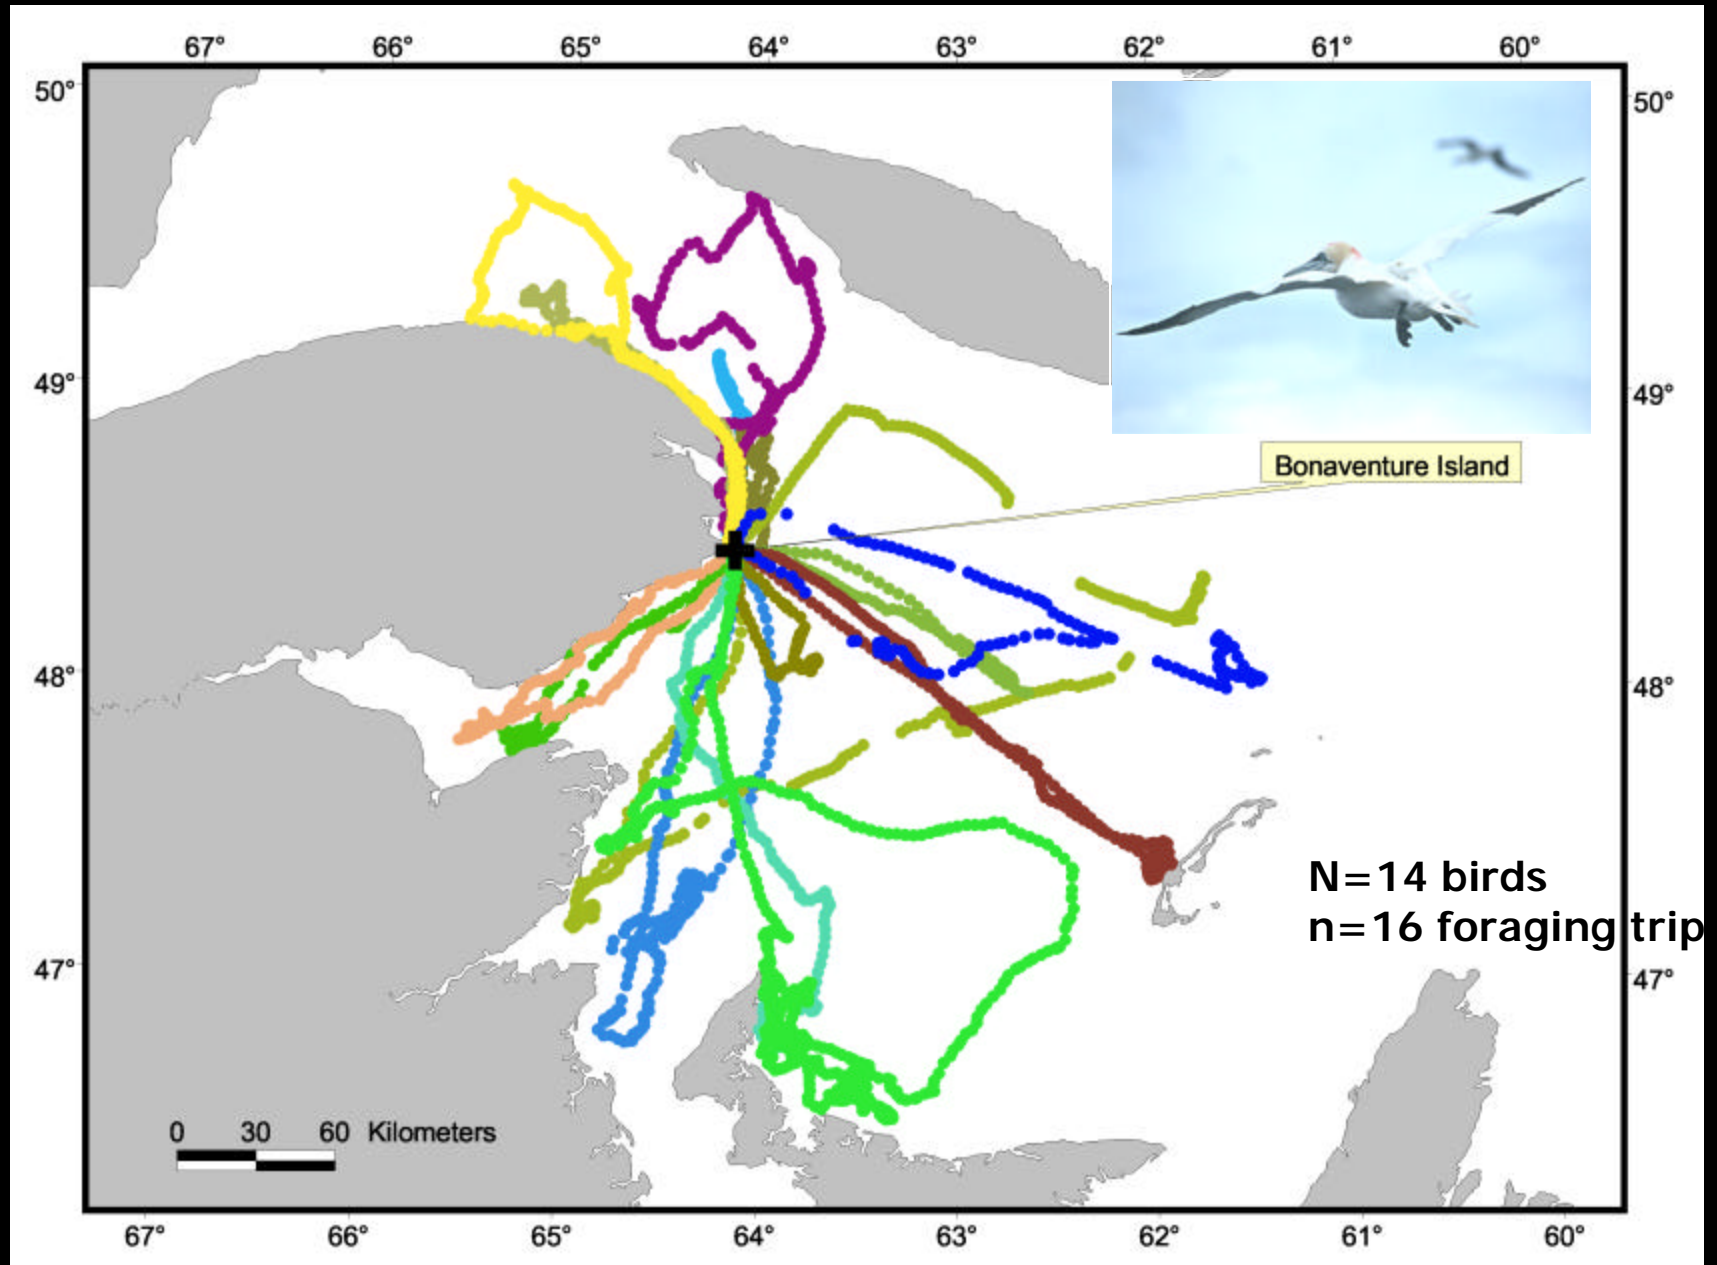 67° 66° 65° 64° 63° 62° 61° 60°
50° 50°
49° 49°
Bonaventure Island
48° 48°
N=14 birds
n=16 foraging trip
47° 47°
0 30 60 Kilometers
67° 66° 65° 64° 63° 62° 61° 60°